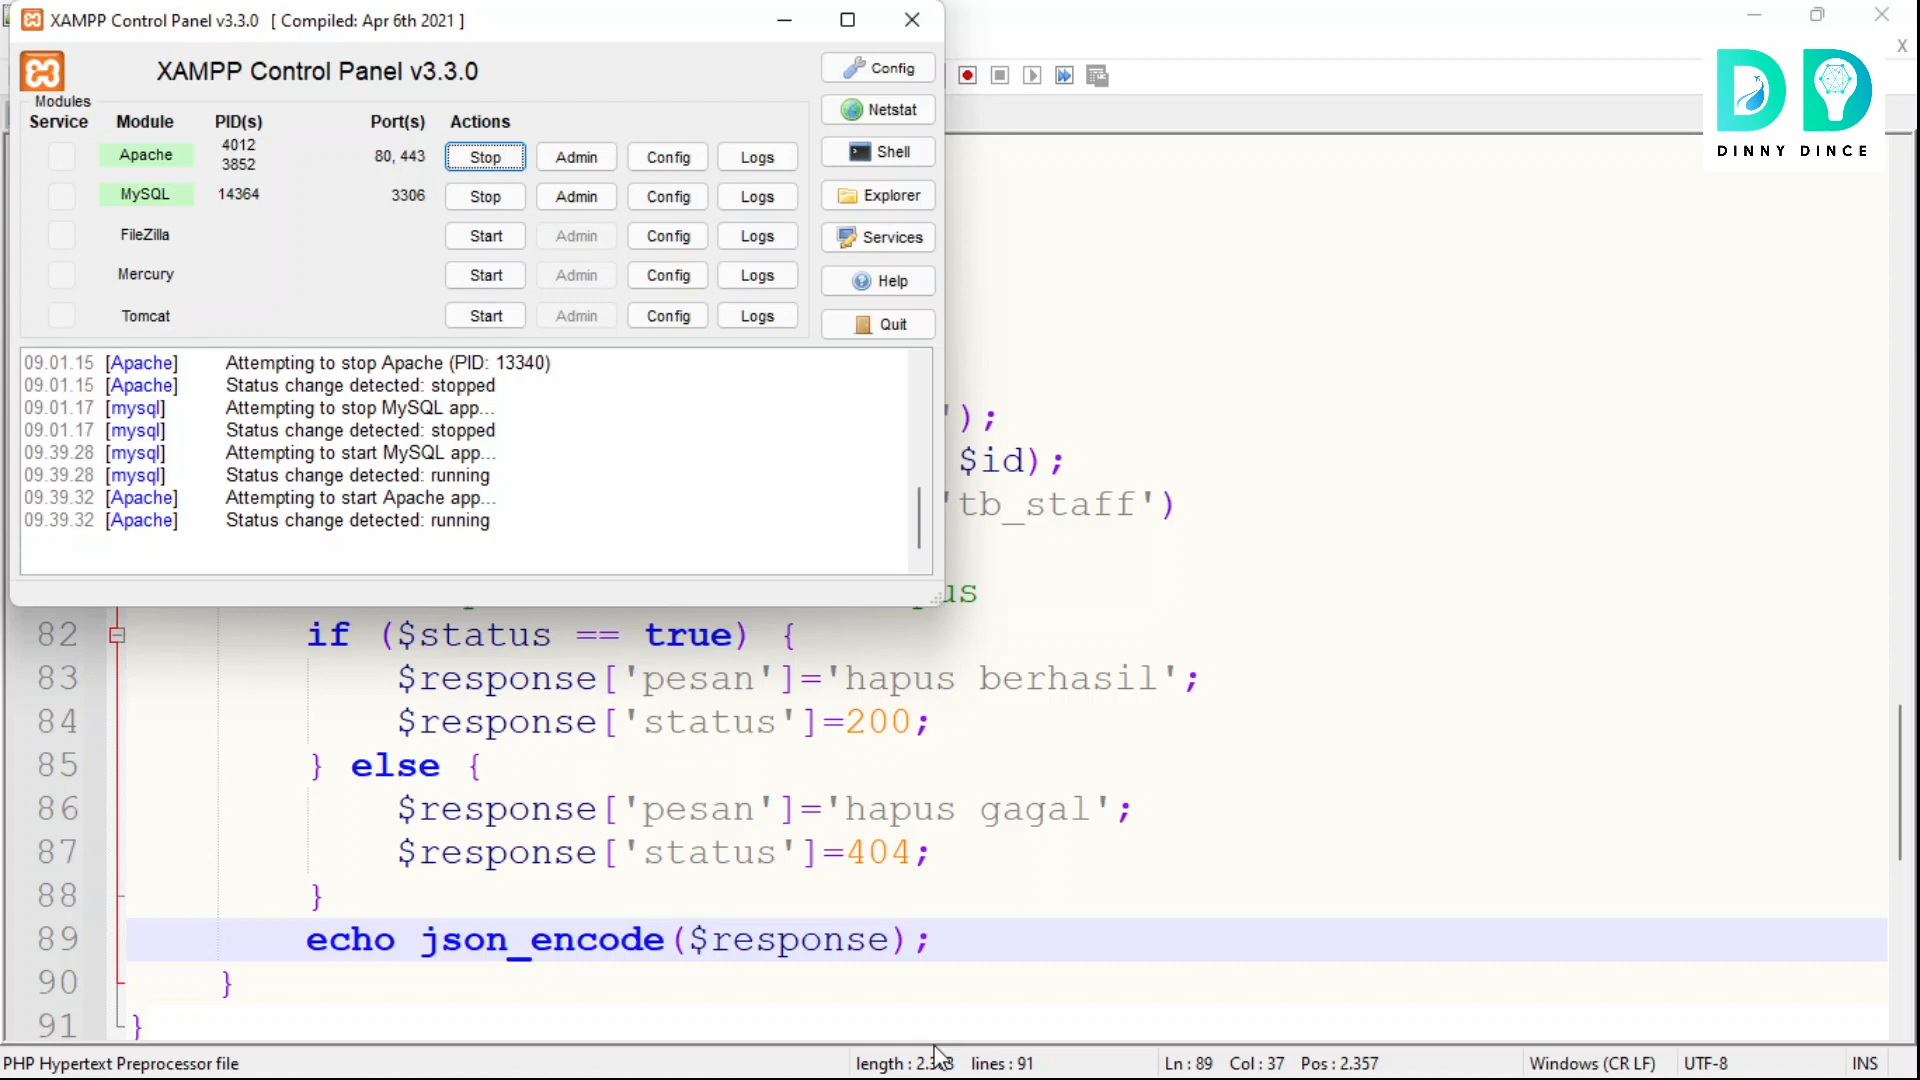 XAMPP Control Panel v3.3.0 [ Compiled: Apr 6th 2021 ]
XAMPP Control Panel v3.3.0
Config
Modules
Service Module PID(s) Port(s) Actions
Netstat
Apache 4012 3852 80, 443 Stop Admin Config Logs
Shell
MySQL 14364 3306 Stop Admin Config Logs
Explorer
FileZilla Start Admin Config Logs
Services
Mercury Start Admin Config Logs
Help
Tomcat Start Admin Config Logs
Quit
09.01.15 [Apache] Attempting to stop Apache (PID: 13340)
09.01.15 [Apache] Status change detected: stopped
09.01.17 [mysql] Attempting to stop MySQL app...
09.01.17 [mysql] Status change detected: stopped
09.39.28 [mysql] Attempting to start MySQL app...
09.39.28 [mysql] Status change detected: running
09.39.32 [Apache] Attempting to start Apache app...
09.39.32 [Apache] Status change detected: running
DINNY DINCE
');
$id);
'tb_staff')
82 if ($status == true) {
83 $response['pesan']='hapus berhasil';
84 $response['status']=200;
85 } else {
86 $response['pesan']='hapus gagal';
87 $response['status']=404;
88 }
89 echo json_encode($response);
90 }
91 }
PHP Hypertext Preprocessor file lines : 91 Ln : 89 Col : 37 Pos : 2.357 Windows (CR LF) UTF-8 INS